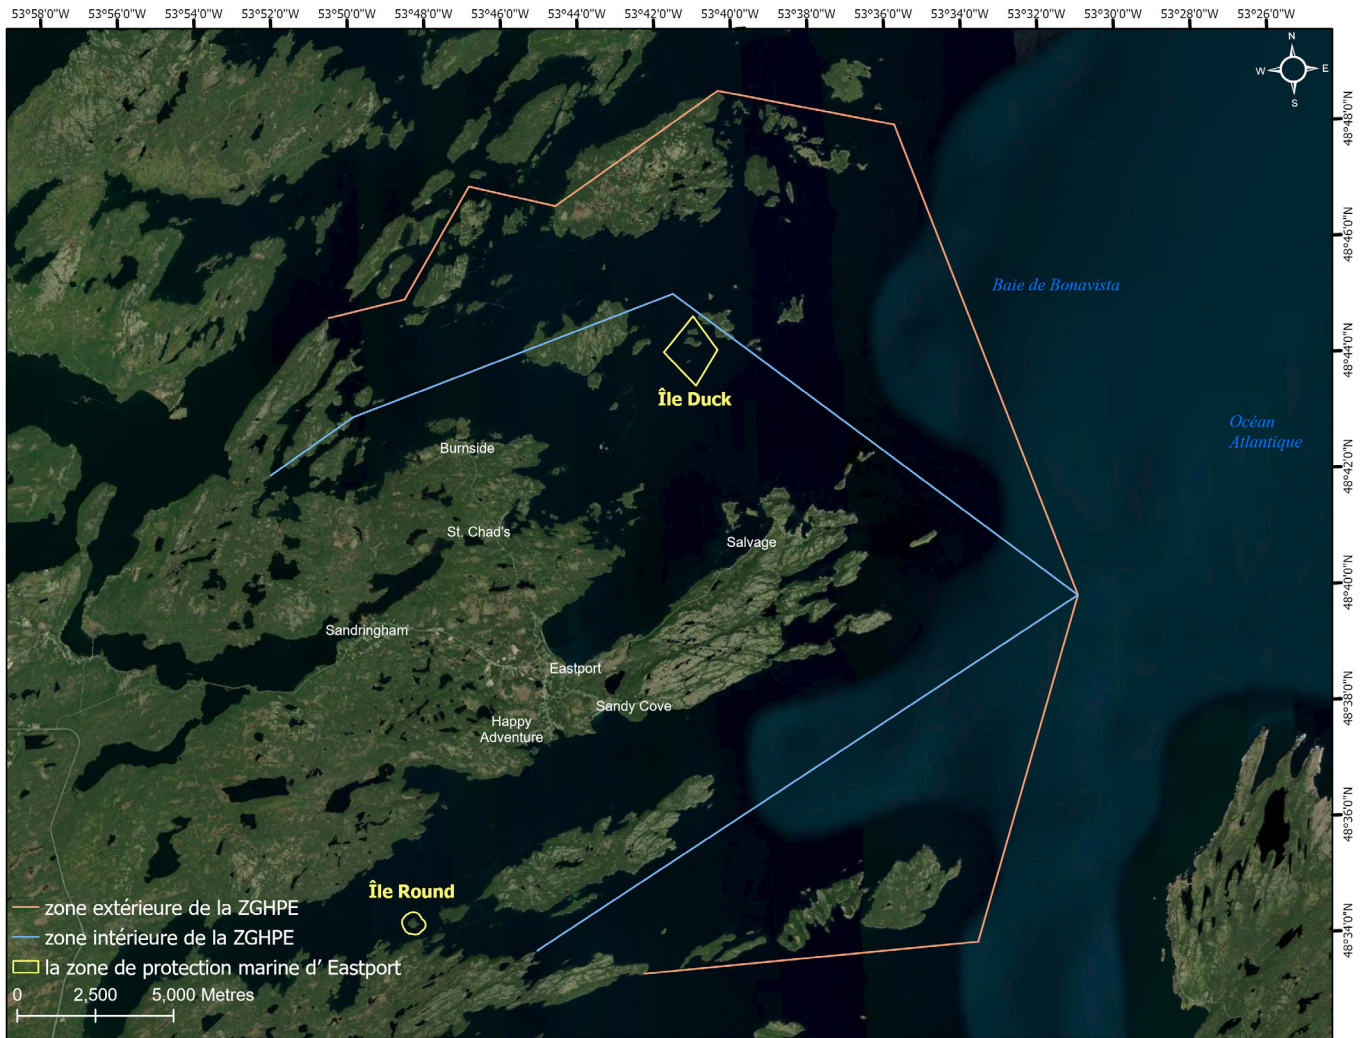 53°58'0"W 53°56'0"W 53°54'0"W 53°52'0"W 53°50'0"W 53°48'0"W 53°46'0"W 53°44'0"W 53°42'0"W 53°40'0"W 53°38'0"W 53°36'0"W 53°34'0"W 53°32'0"W 53°30'0"W 53°28'0"W 53°26'0"W
N
W E
S
48°48'0"N
48°46'0"N
Baie de Bonavista
48°44'0"N
Île Duck
Océan
Atlantique
Burnside
48°42'0"N
St. Chad's
Salvage
48°40'0"N
Sandringham
Eastport
Sandy Cove
48°38'0"N
Happy
Adventure
48°36'0"N
Île Round
48°34'0"N
zone extérieure de la ZGHPE
zone intérieure de la ZGHPE
la zone de protection marine d' Eastport
0 2,500 5,000 Metres